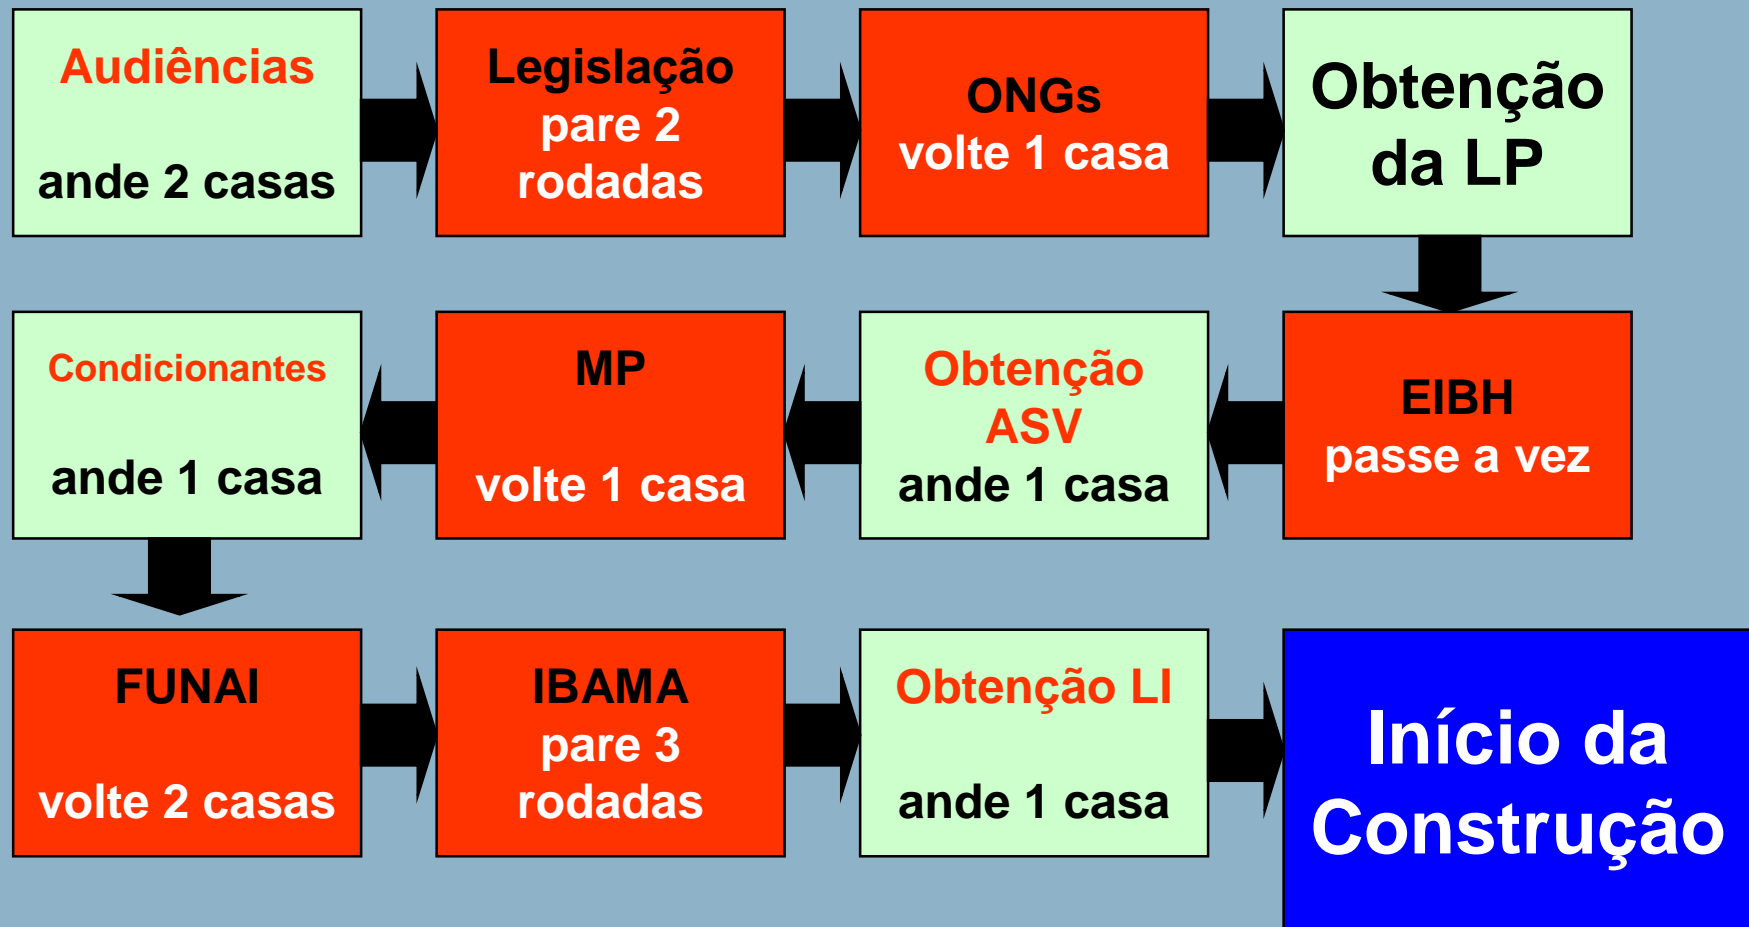 Audiências
ande 2 casas
Legislação
pare 2
rodadas
ONGs
volte 1 casa
Obtenção
da LP
EIBH
passe a vez
Obtenção
ASV
ande 1 casa
MP
volte 1 casa
Condicionantes
ande 1 casa
FUNAI
volte 2 casas
IBAMA
pare 3
rodadas
Obtenção LI
ande 1 casa
Início da
Construção